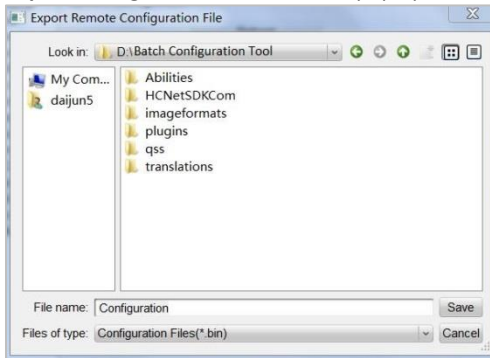 Export Remote Configuration File
Look in: D:\Batch Configuration Tool
My Com...
daijun5
Abilities
HCNetSDKCom
imageformats
plugins
qss
translations
File name: Configuration Save
Files of type: Configuration Files(*.bin) Cancel